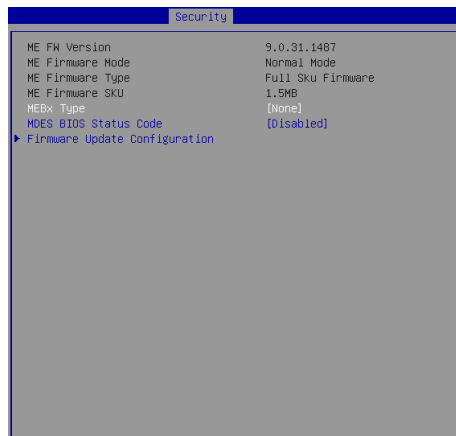 Security
ME FW Version 9.0.31.1487
ME Firmware Mode Normal Mode
ME Firmware Type Full Sku Firmware
ME Firmware SKU 1.5MB
MEBx Type [None]
MDES BIOS Status Code [Disabled]
Firmware Update Configuration